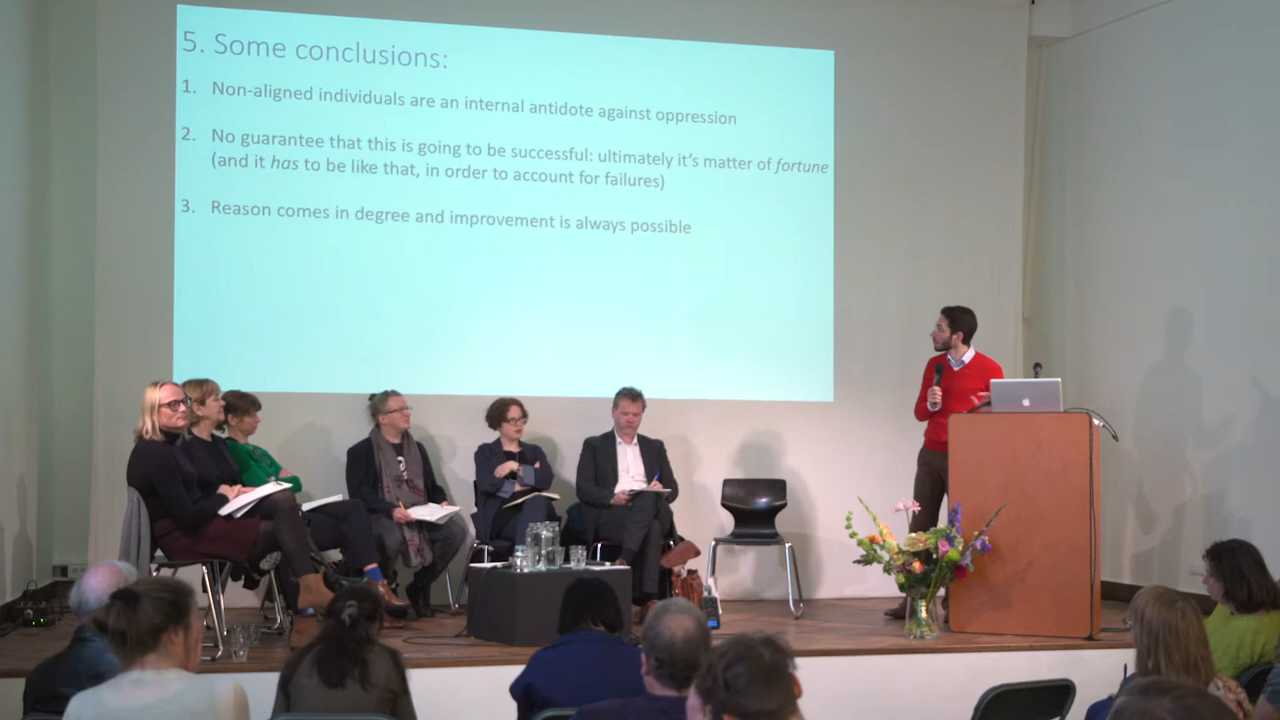 5. Some conclusions:
1. Non-aligned individuals are an internal antidote against oppression
2. No guarantee that this is going to be successful: ultimately it's matter of fortune
(and it has to be like that, in order to account for failures)
3. Reason comes in degree and improvement is always possible